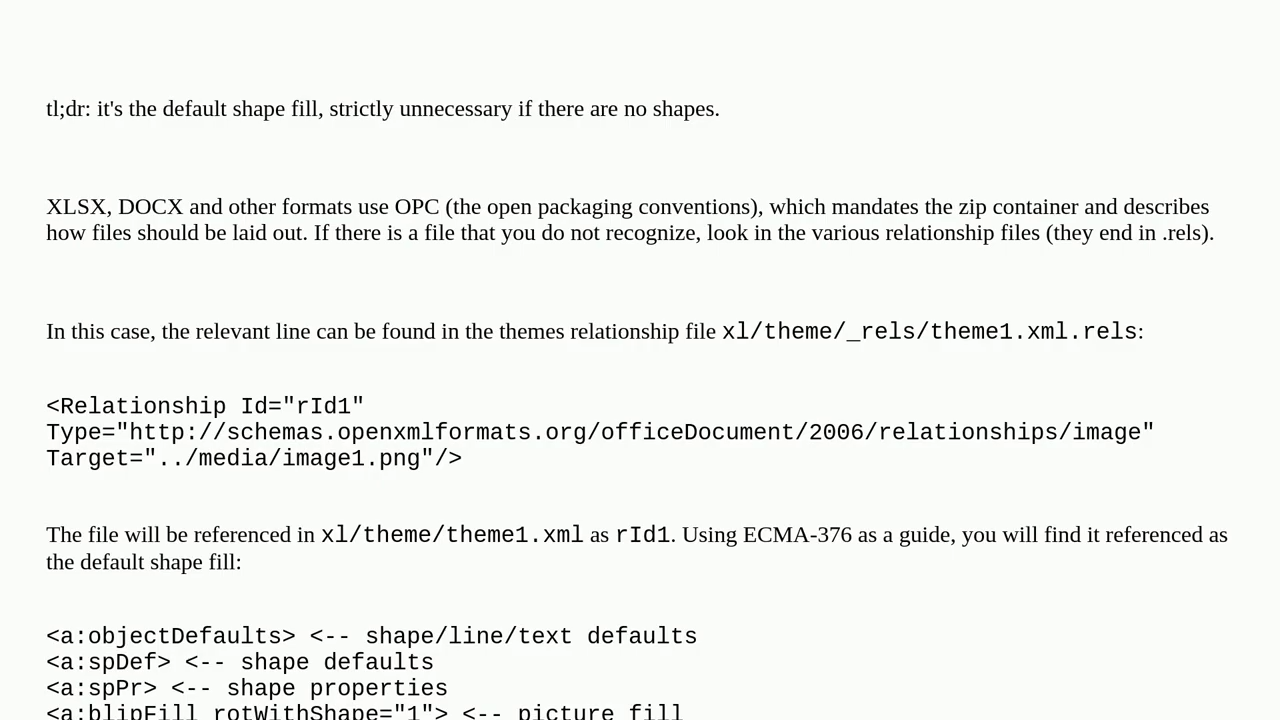 tl;dr: it's the default shape fill, strictly unnecessary if there are no shapes.
XLSX, DOCX and other formats use OPC (the open packaging conventions), which mandates the zip container and describes
how files should be laid out. If there is a file that you do not recognize, look in the various relationship files (they end in .rels).
In this case, the relevant line can be found in the themes relationship file xl/theme/_rels/theme1.xml.rels:
<Relationship Id="rId1"
Type="http://schemas.openxmlformats.org/officeDocument/2006/relationships/image"
Target="../media/image1.png"/>
The file will be referenced in xl/theme/theme1.xml as rId1. Using ECMA-376 as a guide, you will find it referenced as
the default shape fill:
<a:objectDefaults> <-- shape/line/text defaults
<a:spDef> <-- shape defaults
<a:spPr> <-- shape properties
<a:blipFill rotWithShape="1"> <-- picture fill